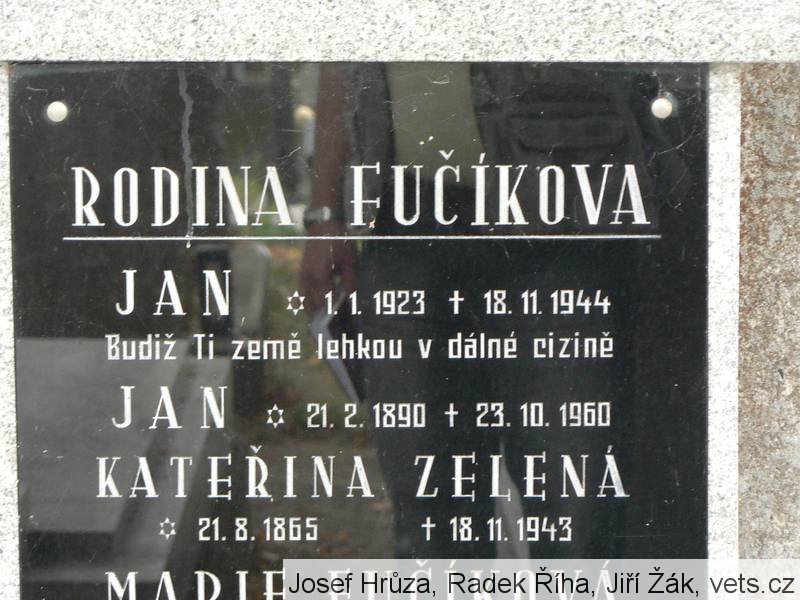 RODINA FUČÍKOVA
JAN ✡ 1. 1. 1923 † 18. 11. 1944
Budiž Ti země lehkou v dálné cizině
JAN ✡ 21. 2. 1890 † 23. 10. 1960
KATEŘINA ZELENÁ
✡ 21. 8. 1865 † 18. 11. 1943
MARIE FUČÍKOVÁ
Josef Hrůza, Radek Říha, Jiří Žák, vets.cz